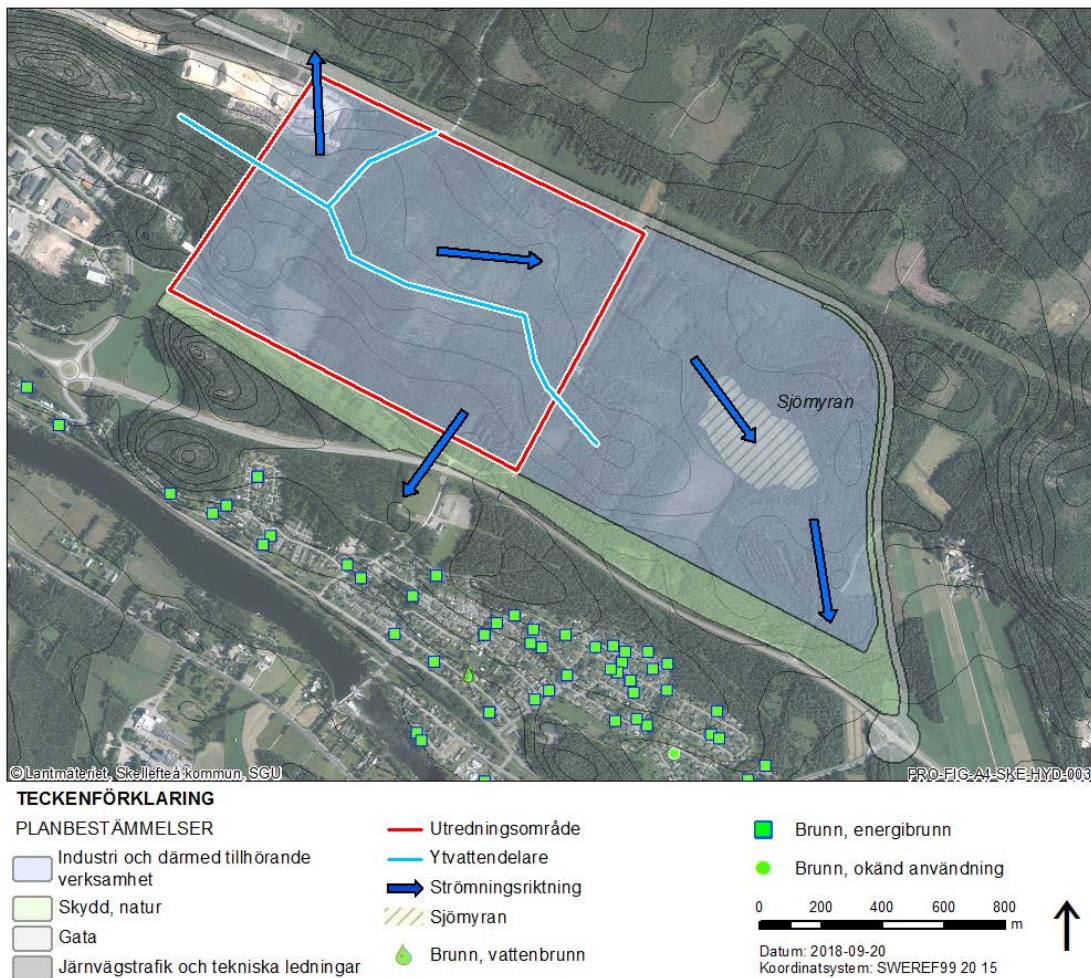 Sjömyran
© Lantmäteriet, Skellefteå kommun, SGU
PRO-FIG-A4-SKE-HYD-003
TECKENFÖRKLARING
PLANBESTÄMMELSER
Industri och därmed tillhörande
verksamhet
Skydd, natur
Gata
Järnvägstrafik och tekniska ledningar
Utredningsområde
Ytvattendelare
Strömningsriktning
Sjömyran
Brunn, vattenbrunn
Brunn, energibrunn
Brunn, okänd användning
0 200 400 600 800
m
Datum: 2018-09-20
Koordinatsystem: SWEREF99 20 15